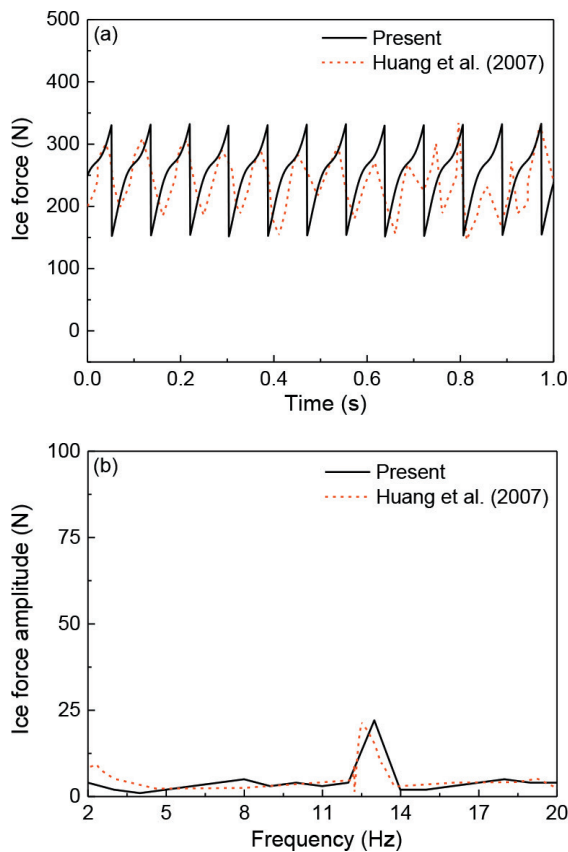 (a)
Present
Huang et al. (2007)
Ice force (N)
500
400
300
200
100
0
0.0 0.2 0.4 0.6 0.8 1.0
Time (s)
(b)
Present
Huang et al. (2007)
Ice force amplitude (N)
100
75
50
25
0
2 5 8 11 14 17 20
Frequency (Hz)